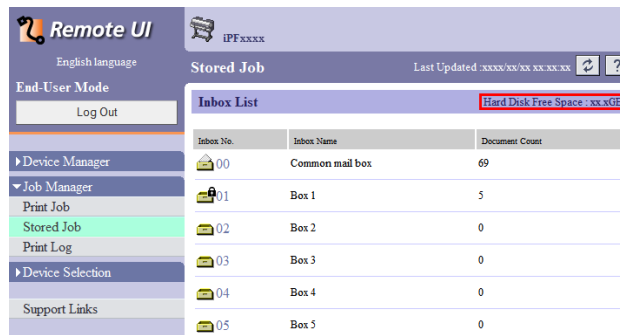 Remote UI
iPFxxxx
English language
Stored Job
Last Updated :xxxx/xx/xx xx:xx:xx
?
End-User Mode
Log Out
Inbox List
Hard Disk Free Space : xx.xGB
Inbox No.
Inbox Name
Document Count
00
Common mail box
69
01
Box 1
5
02
Box 2
0
03
Box 3
0
04
Box 4
0
05
Box 5
0
Device Manager
Job Manager
Print Job
Stored Job
Print Log
Device Selection
Support Links